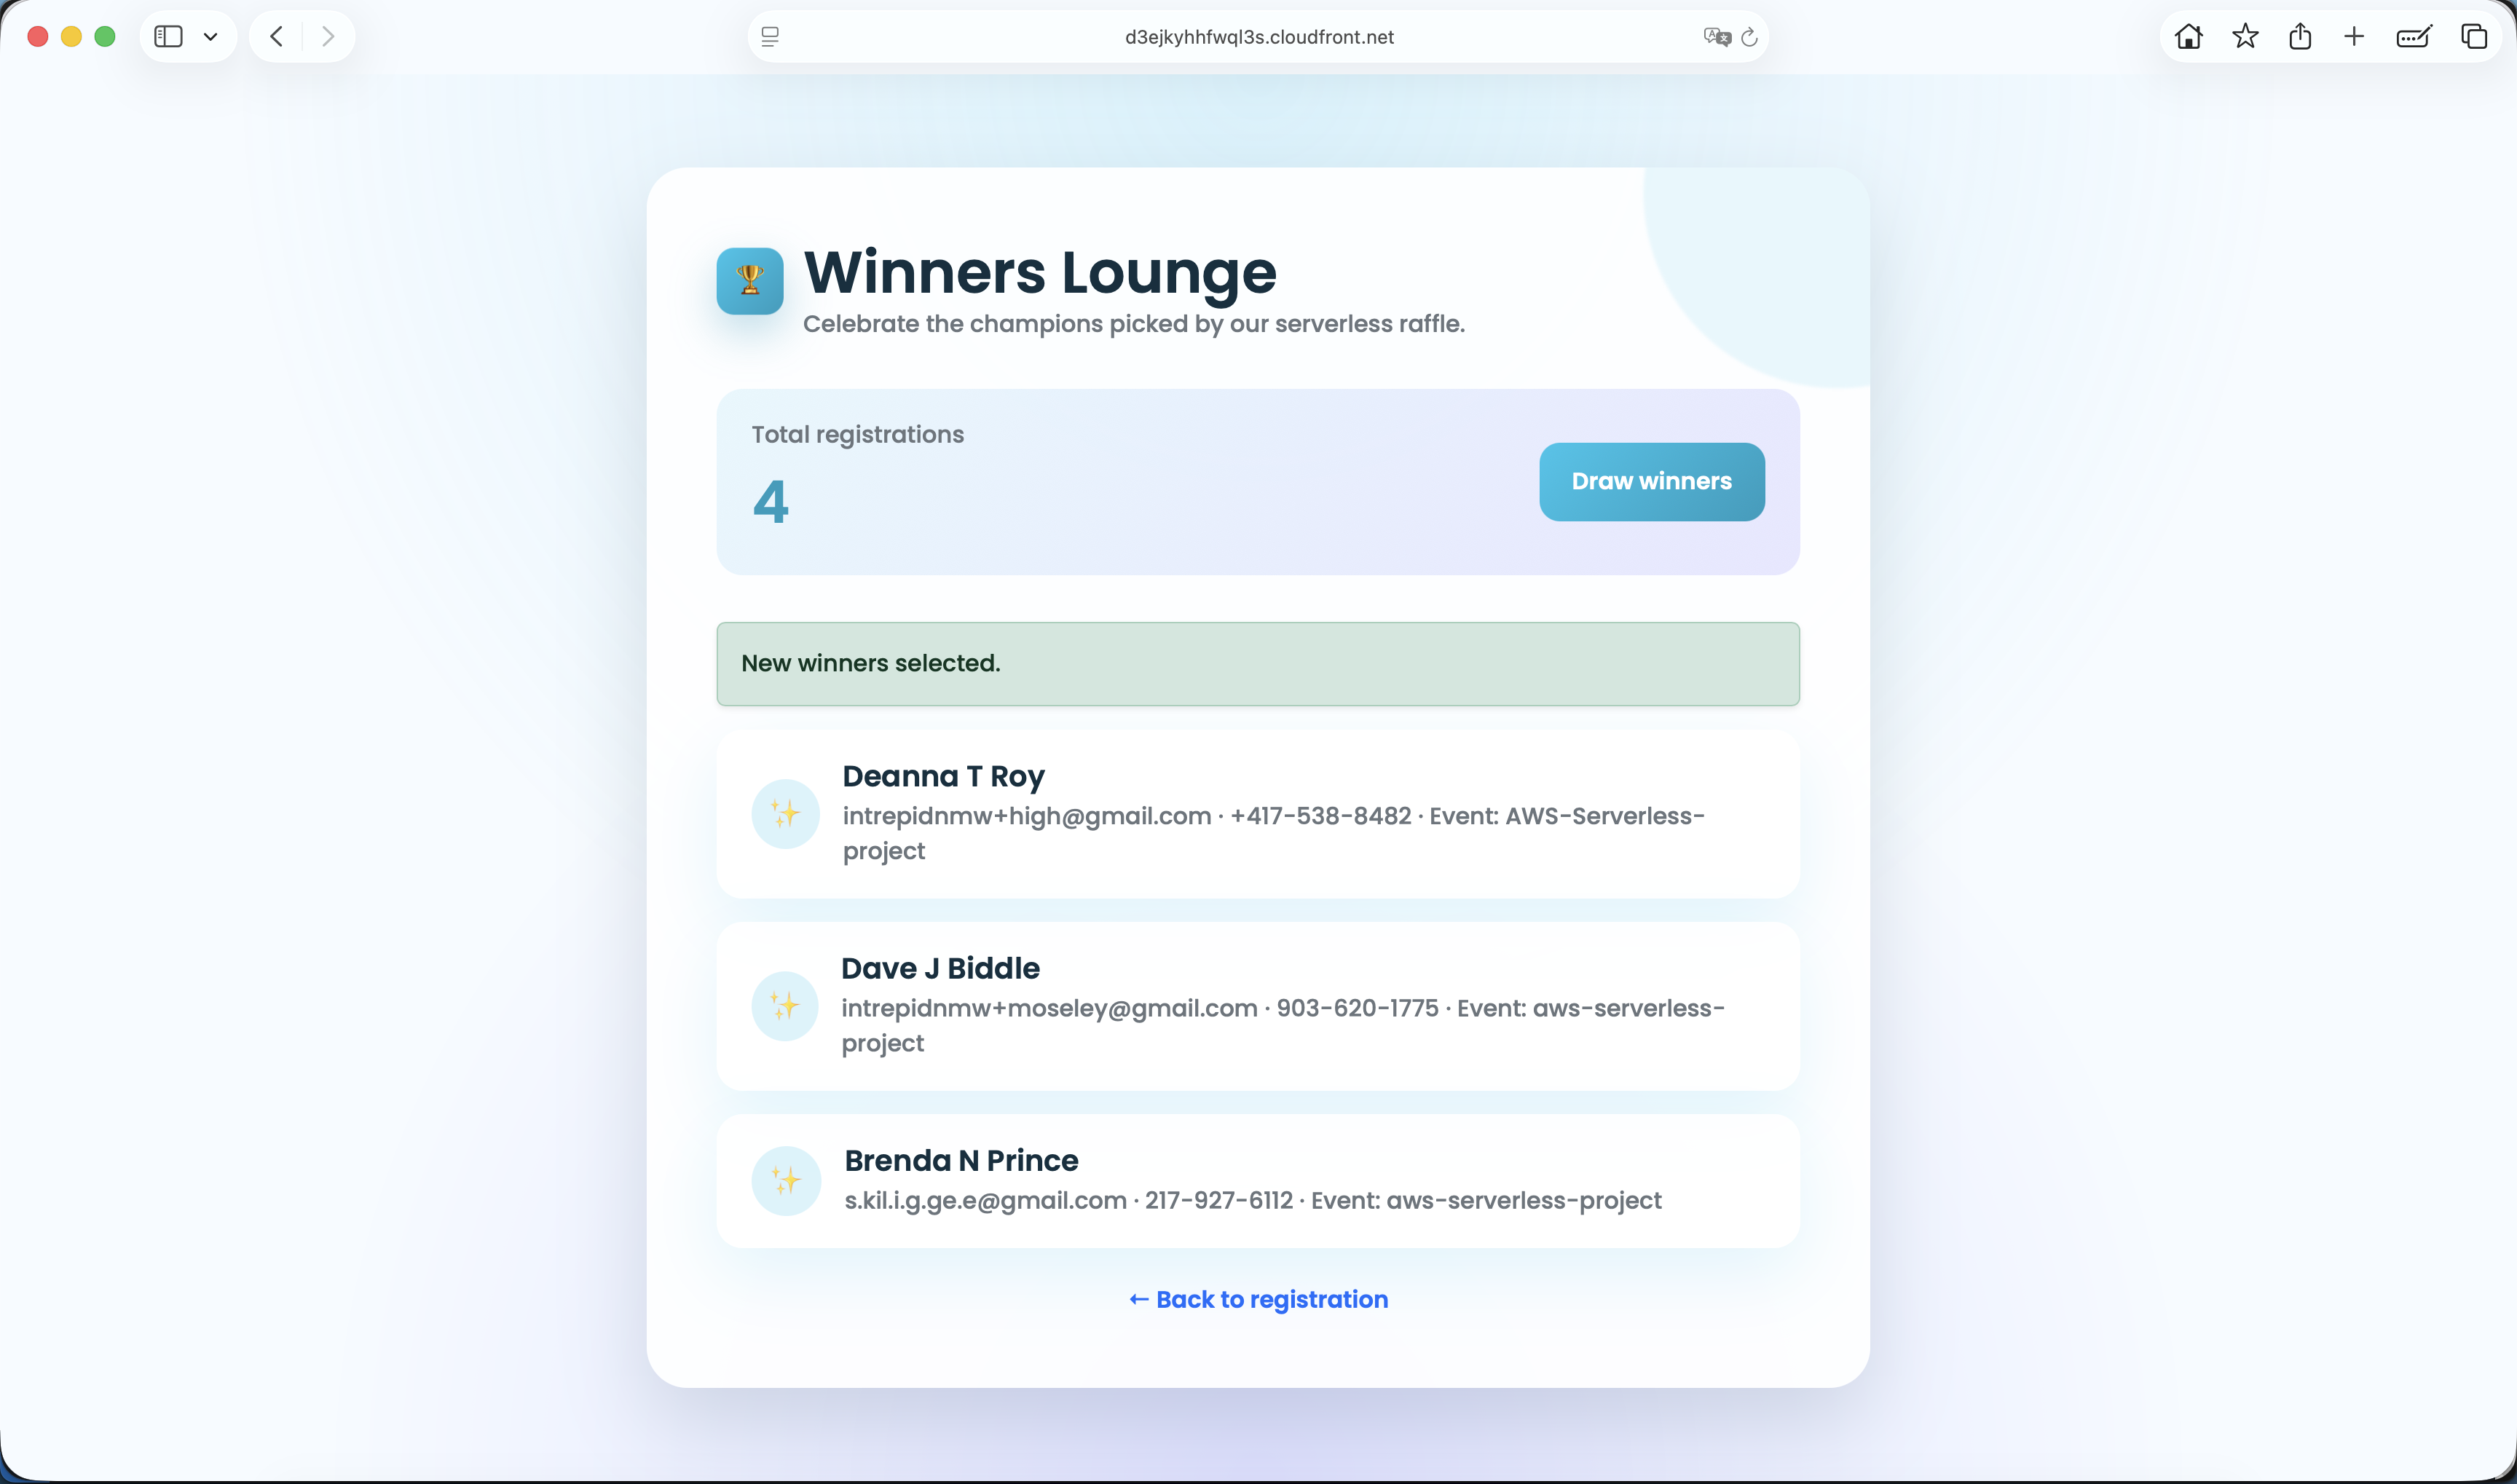 d3ejkyhhfwql3s.cloudfront.net
Winners Lounge
Celebrate the champions picked by our serverless raffle.
Total registrations
4
Draw winners
New winners selected.
Deanna T Roy
intrepidnmw+high@gmail.com · +417-538-8482 · Event: AWS-Serverless-
project
Dave J Biddle
intrepidnmw+moseley@gmail.com · 903-620-1775 · Event: aws-serverless-
project
Brenda N Prince
s.kil.i.g.ge.e@gmail.com · 217-927-6112 · Event: aws-serverless-project
← Back to registration